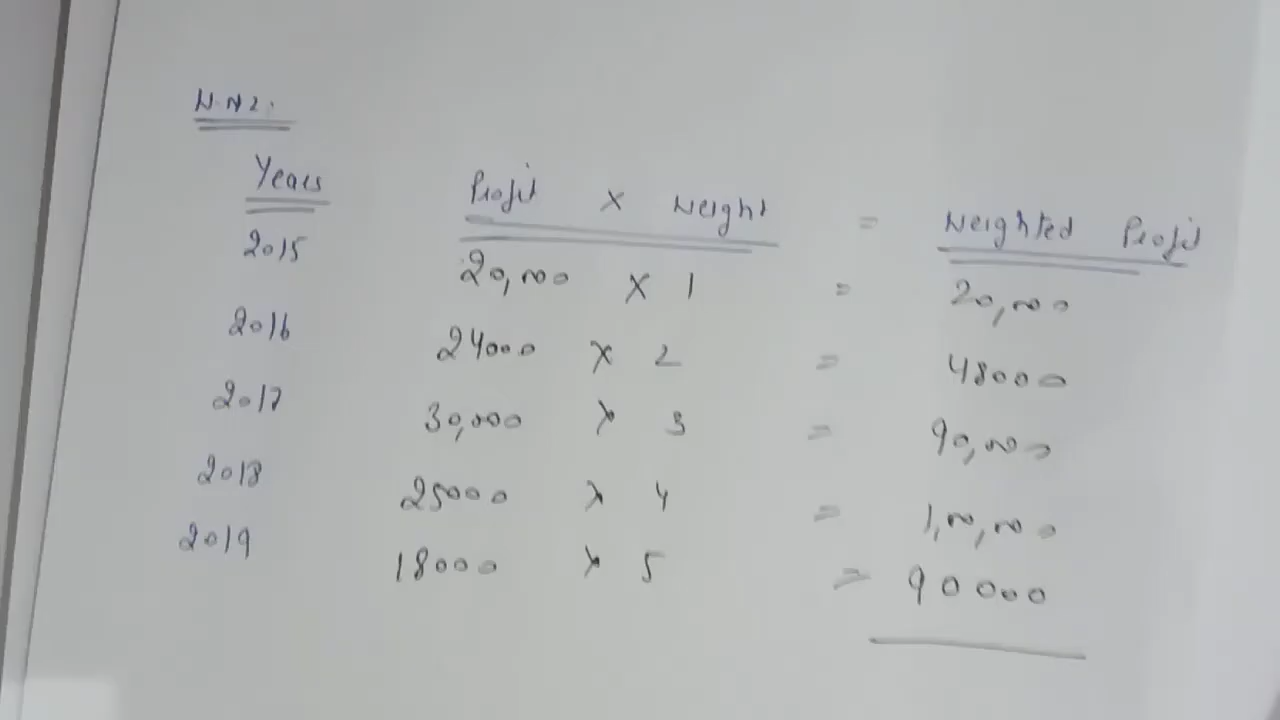 W.N 2:
Years Profit X Weight = Weighted Profit
2015 20,000 X 1 = 20,000
2016 24000 X 2 = 48000
2017 30,000 X 3 = 90,000
2018 25000 X 4 = 1,00,000
2019 18000 X 5 = 90000